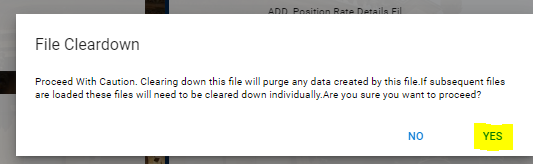 ADD Position Rate Details Fil
File Cleardown
Proceed With Caution. Clearing down this file will purge any data created by this file.If subsequent files
are loaded these files will need to be cleared down individually.Are you sure you want to proceed?
NO YES